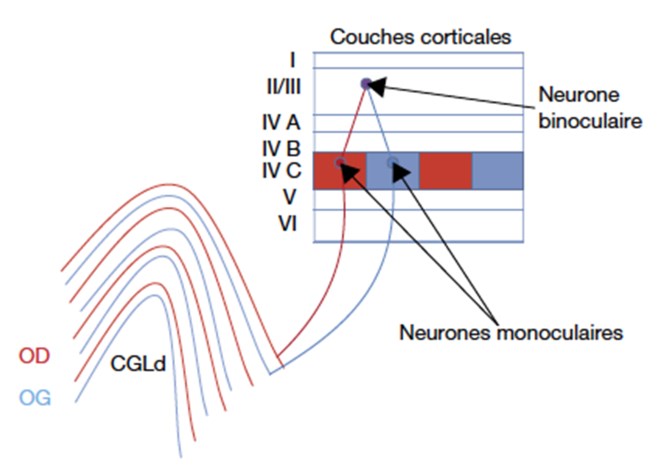 Couches corticales
I
II/III
Neurone
binoculaire
IV A
IV B
IV C
V
VI
Neurones monoculaires
OD
CGLd
OG